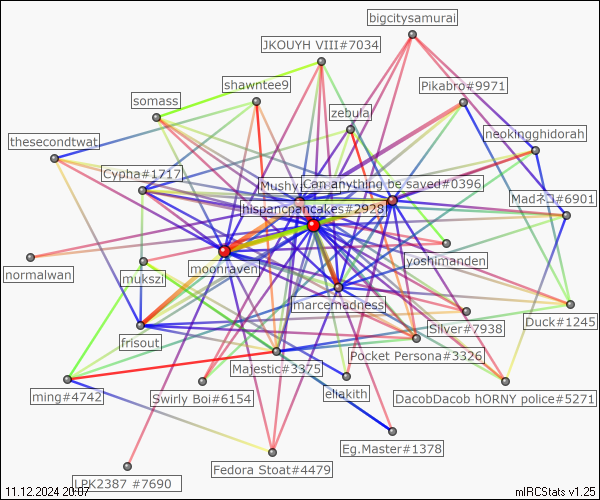 bigcitysamurai
JKOUYH VIII#7034
shawntee9
Pikabro#9971
somass
zebula
thesecondtwat
neokingghidorah
Cypha#1717
Mushy
Can anything be saved#0396
Madネコ#6901
hispancpancakes#2928
yoshimanden
moonraven
normalwan
mukszi
marcemadness
Silver#7938
Duck#1245
frisout
Pocket Persona#3326
Majestic#3375
ming#4742
Swirly Boi#6154
eliakith
DacobDacob hORNY police#5271
Eg.Master#1378
Fedora Stoat#4479
LPK2387 #7690
11.12.2024 20:07
mIRCStats v1.25